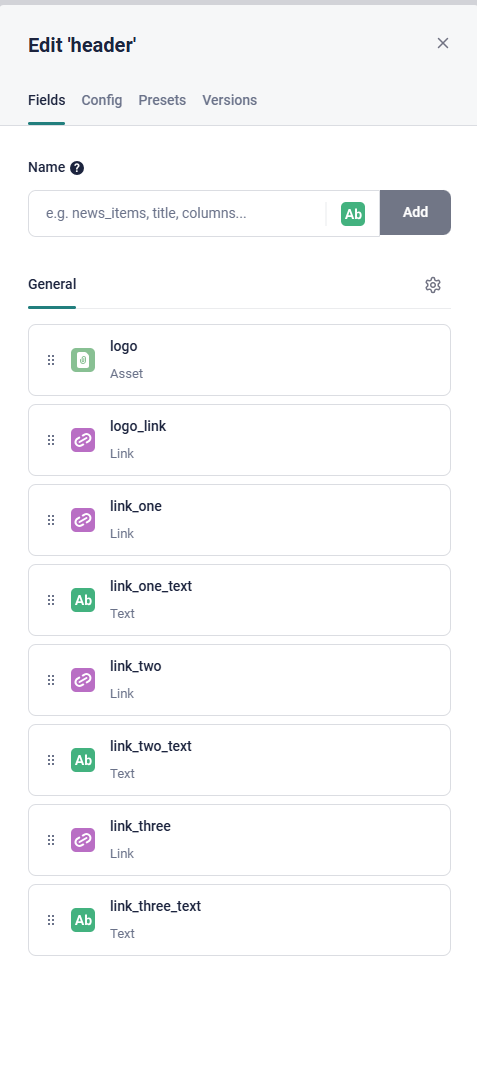 Edit 'header'
Fields Config Presets Versions
Name ?
e.g. news_items, title, columns... Ab Add
General
logo
Asset
logo_link
Link
link_one
Link
Ab link_one_text
Text
link_two
Link
Ab link_two_text
Text
link_three
Link
Ab link_three_text
Text